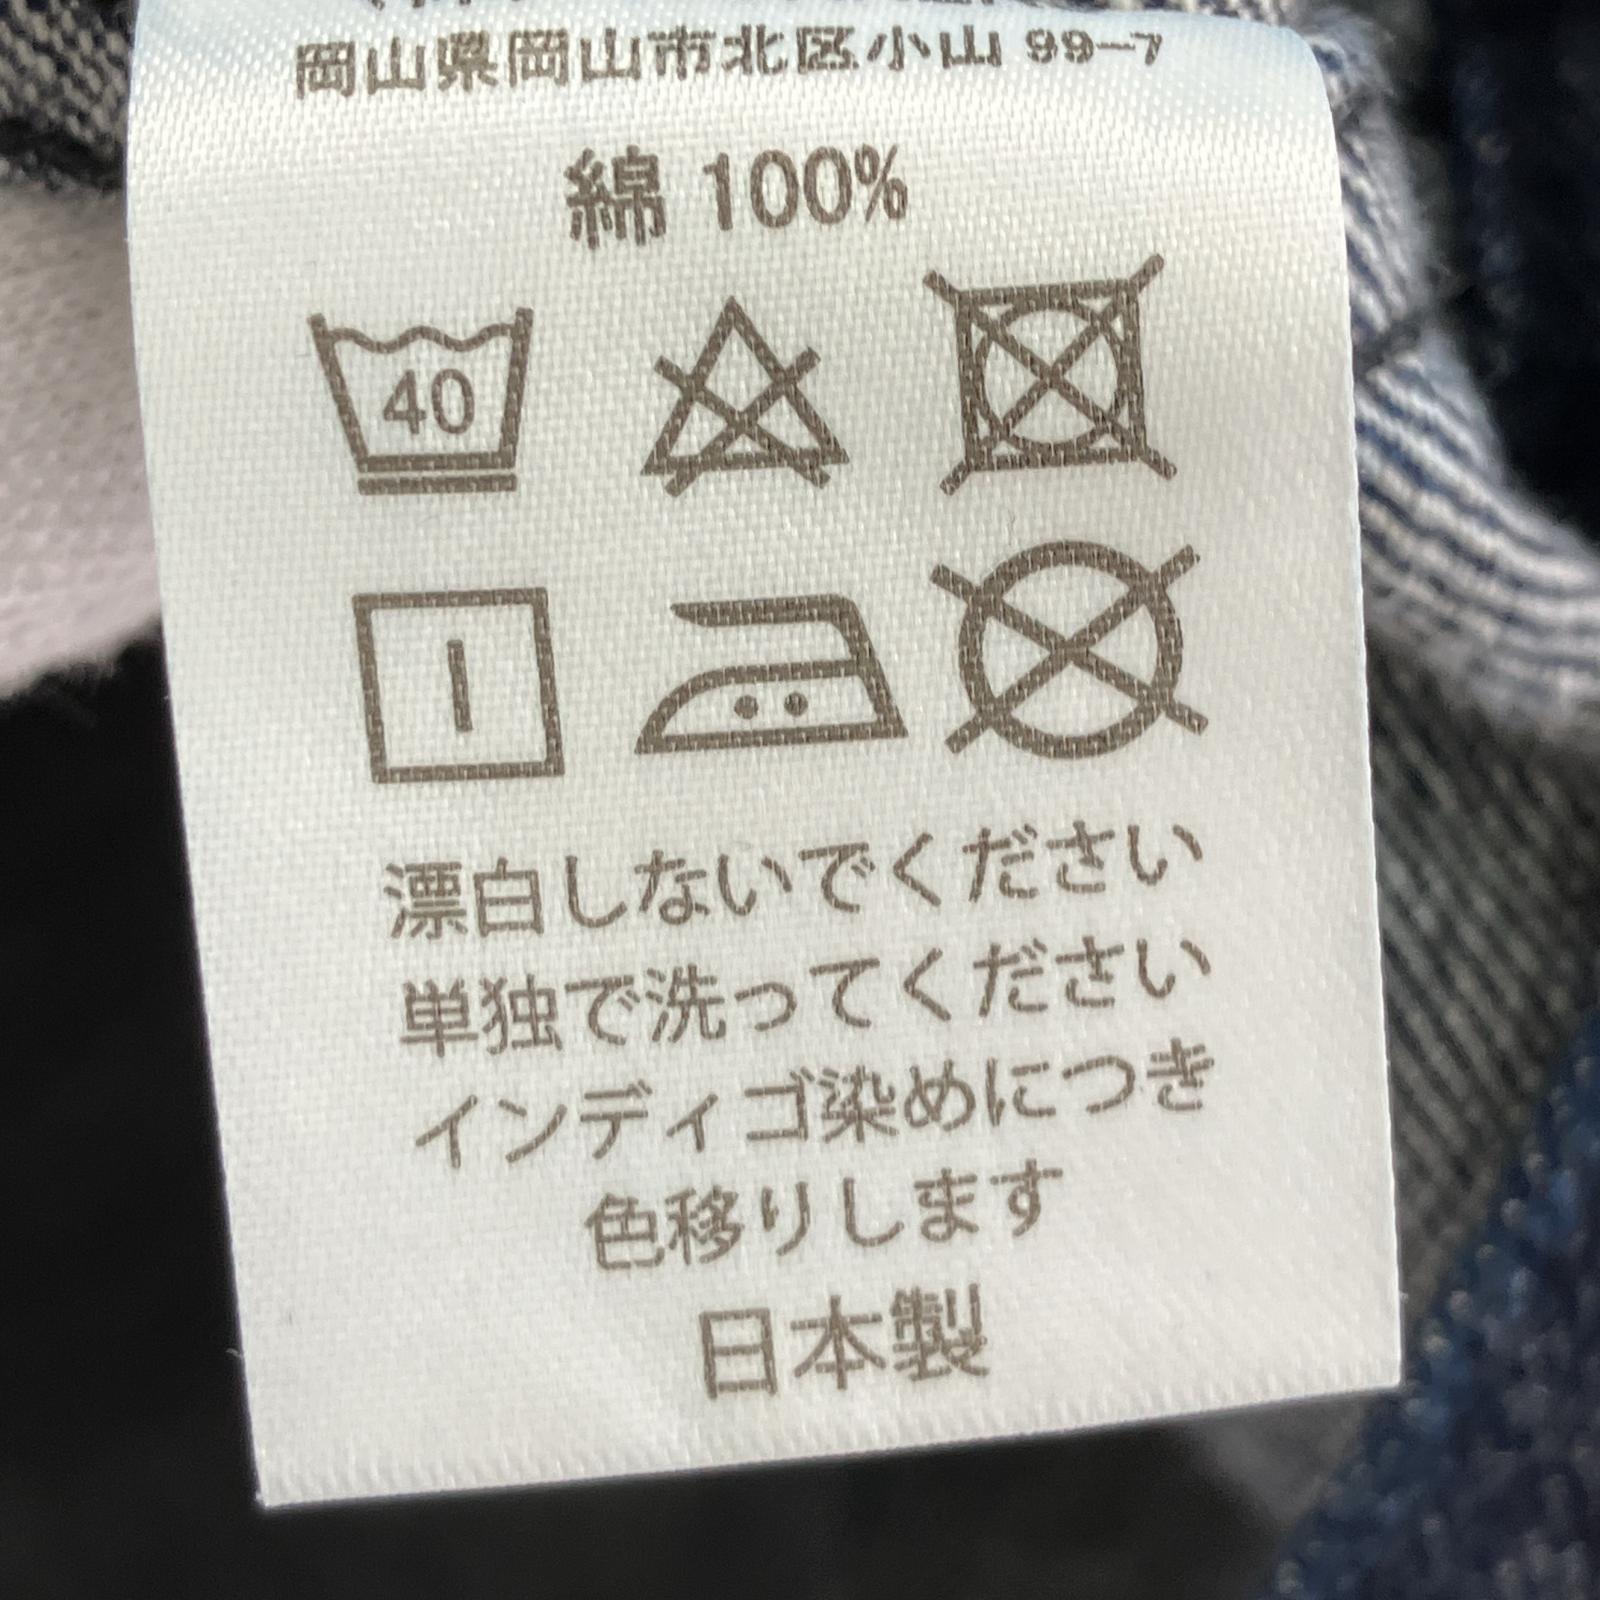 岡山県岡山市北区小山 99-7
綿 100%
40
漂白しないでください
単独で洗ってください
インディゴ染めにつき
色移りします
日本製